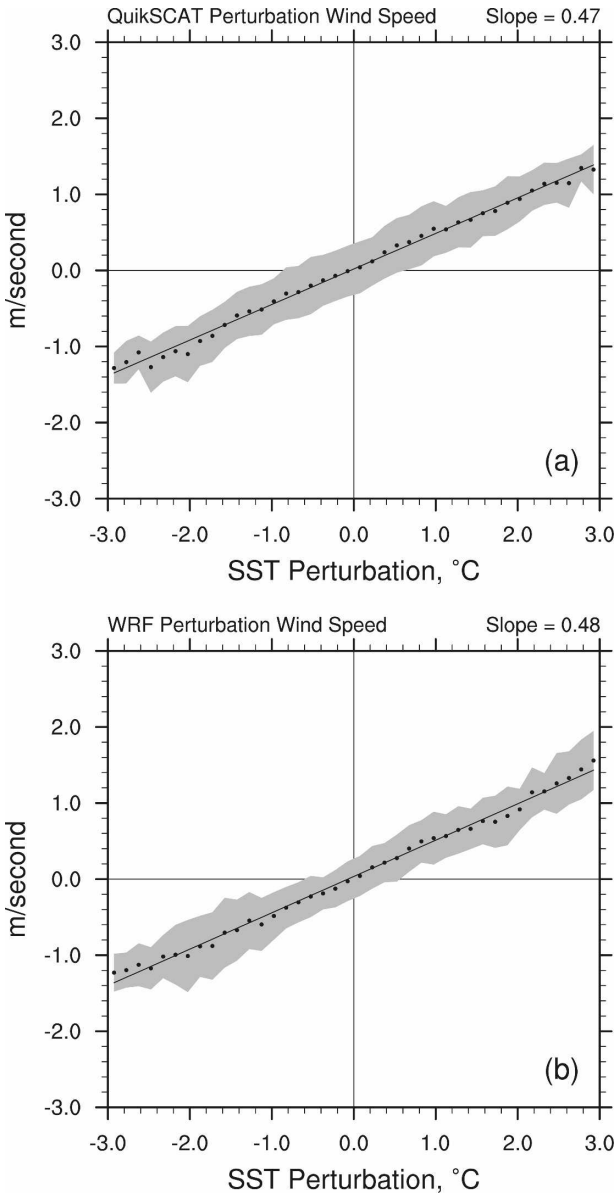 QuikSCAT Perturbation Wind Speed Slope = 0.47
3.0
2.0
1.0
0.0
-1.0
-2.0
-3.0
m/second
(a)
-3.0 -2.0 -1.0 0.0 1.0 2.0 3.0
SST Perturbation, °C
WRF Perturbation Wind Speed Slope = 0.48
3.0
2.0
1.0
0.0
-1.0
-2.0
-3.0
m/second
(b)
-3.0 -2.0 -1.0 0.0 1.0 2.0 3.0
SST Perturbation, °C